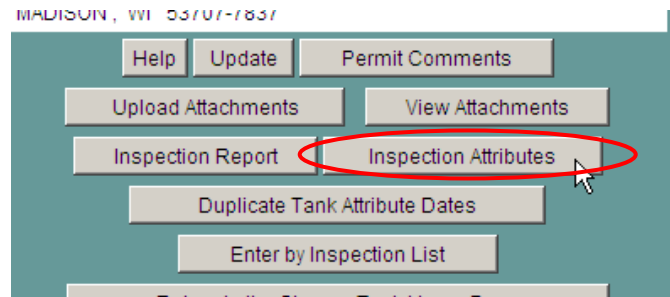 MADISON , WI 53707-7837
Help Update Permit Comments
Upload Attachments View Attachments
Inspection Report Inspection Attributes
Duplicate Tank Attribute Dates
Enter by Inspection List